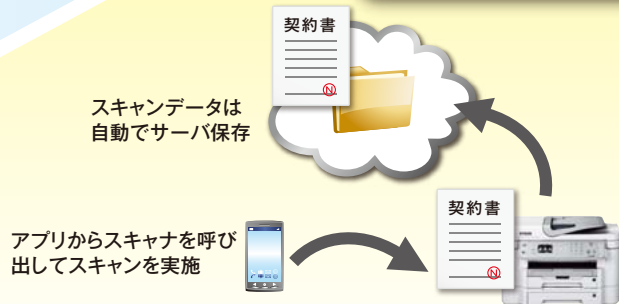 契約書
N
スキャンデータは
自動でサーバ保存
契約書
アプリからスキャナを呼び
出してスキャンを実施
N